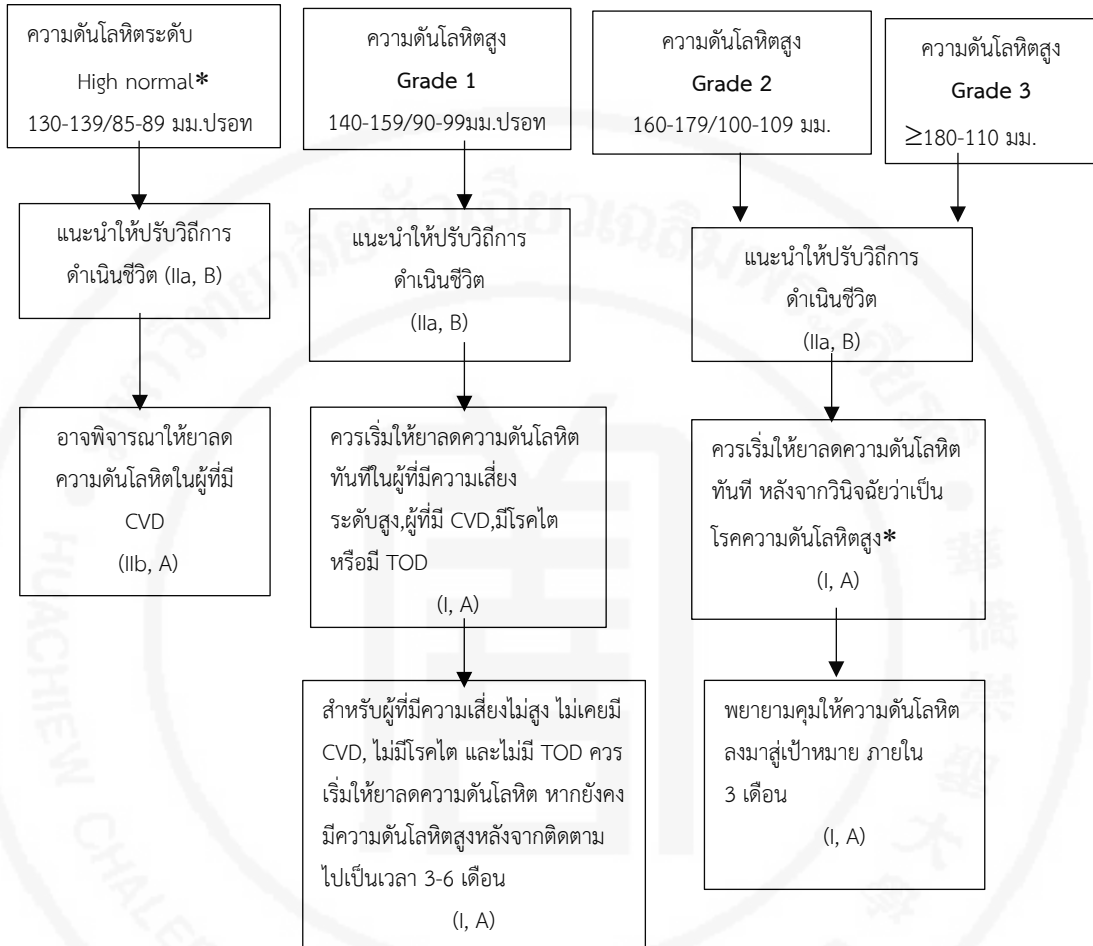 ความดันโลหิตระดับ
High normal*
130-139/85-89 มม.ปรอท
ความดันโลหิตสูง
Grade 1
140-159/90-99มม.ปรอท
ความดันโลหิตสูง
Grade 2
160-179/100-109 มม.
ความดันโลหิตสูง
Grade 3
≥180-110 มม.
แนะนำให้ปรับวิถีการ
ดำเนินชีวิต (IIa, B)
แนะนำให้ปรับวิถีการ
ดำเนินชีวิต
(IIa, B)
แนะนำให้ปรับวิถีการ
ดำเนินชีวิต
(IIa, B)
อาจพิจารณาให้ยาลด
ความดันโลหิตในผู้ที่มี
CVD
(IIb, A)
ควรเริ่มให้ยาลดความดันโลหิต
ทันทีในผู้ที่มีความเสี่ยง
ระดับสูง,ผู้ที่มี CVD,มีโรคไต
หรือมี TOD
(I, A)
ควรเริ่มให้ยาลดความดันโลหิต
ทันที หลังจากวินิจฉัยว่าเป็น
โรคความดันโลหิตสูง*
(I, A)
สำหรับผู้ที่มีความเสี่ยงไม่สูง ไม่เคยมี
CVD, ไม่มีโรคไต และไม่มี TOD ควร
เริ่มให้ยาลดความดันโลหิต หากยังคง
มีความดันโลหิตสูงหลังจากติดตาม
ไปเป็นเวลา 3-6 เดือน
(I, A)
พยายามคุมให้ความดันโลหิต
ลงมาสู่เป้าหมาย ภายใน
3 เดือน
(I, A)
HUACHIEW